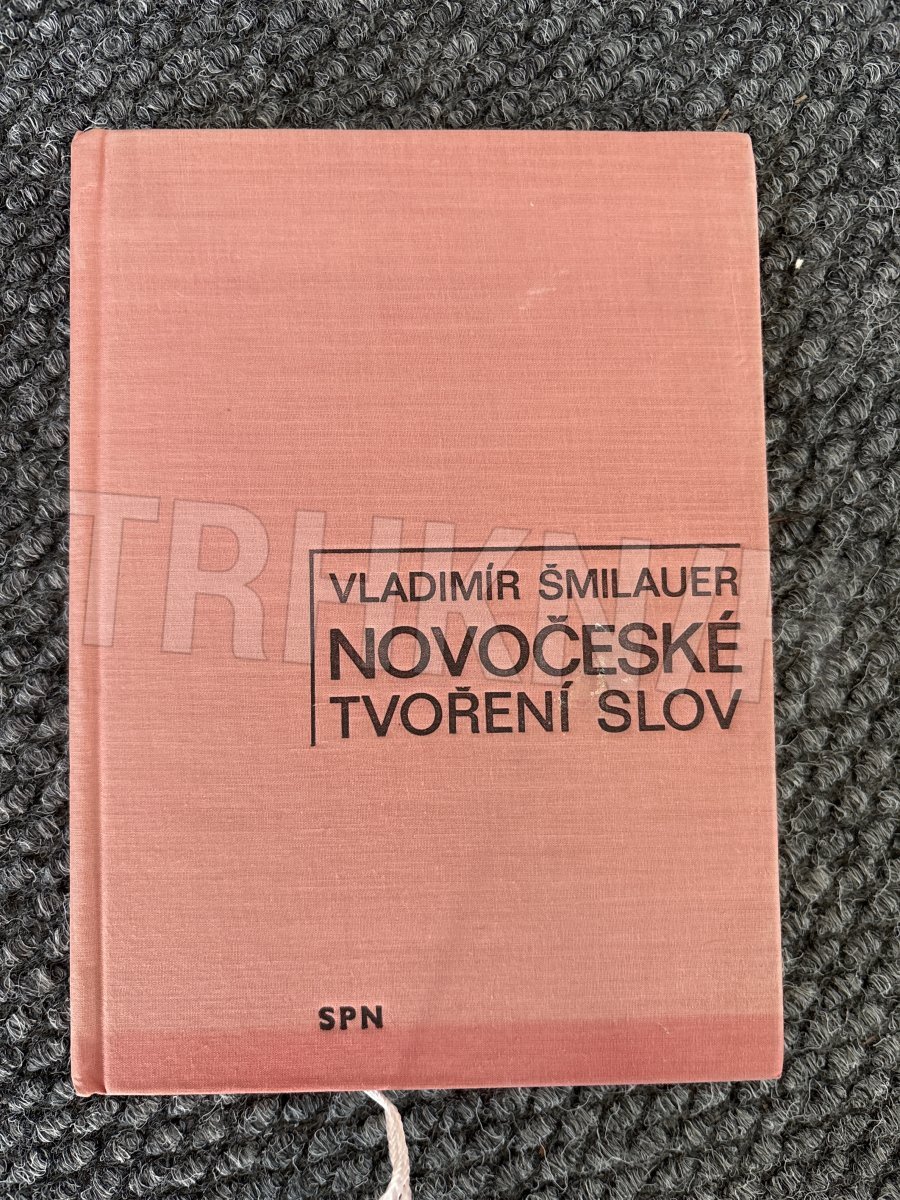 VLADIMÍR ŠMILAUER
NOVOČESKÉ
TVOŘENÍ SLOV
SPN